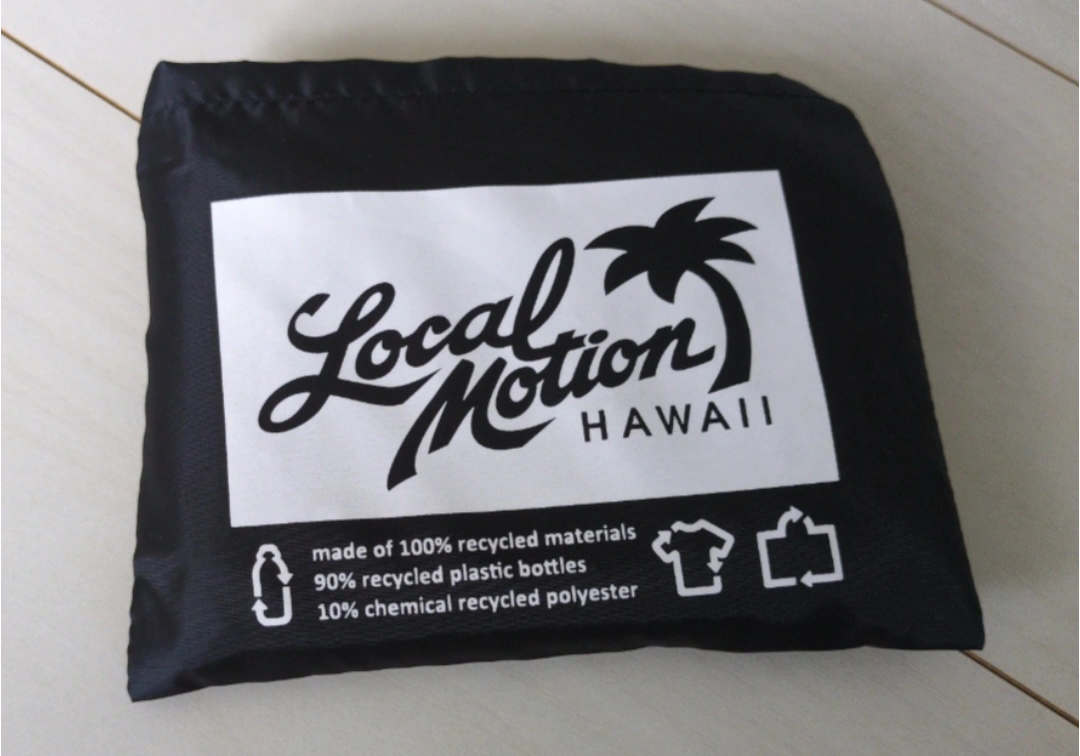 Local
Motion
HAWAII
made of 100% recycled materials
90% recycled plastic bottles
10% chemical recycled polyester